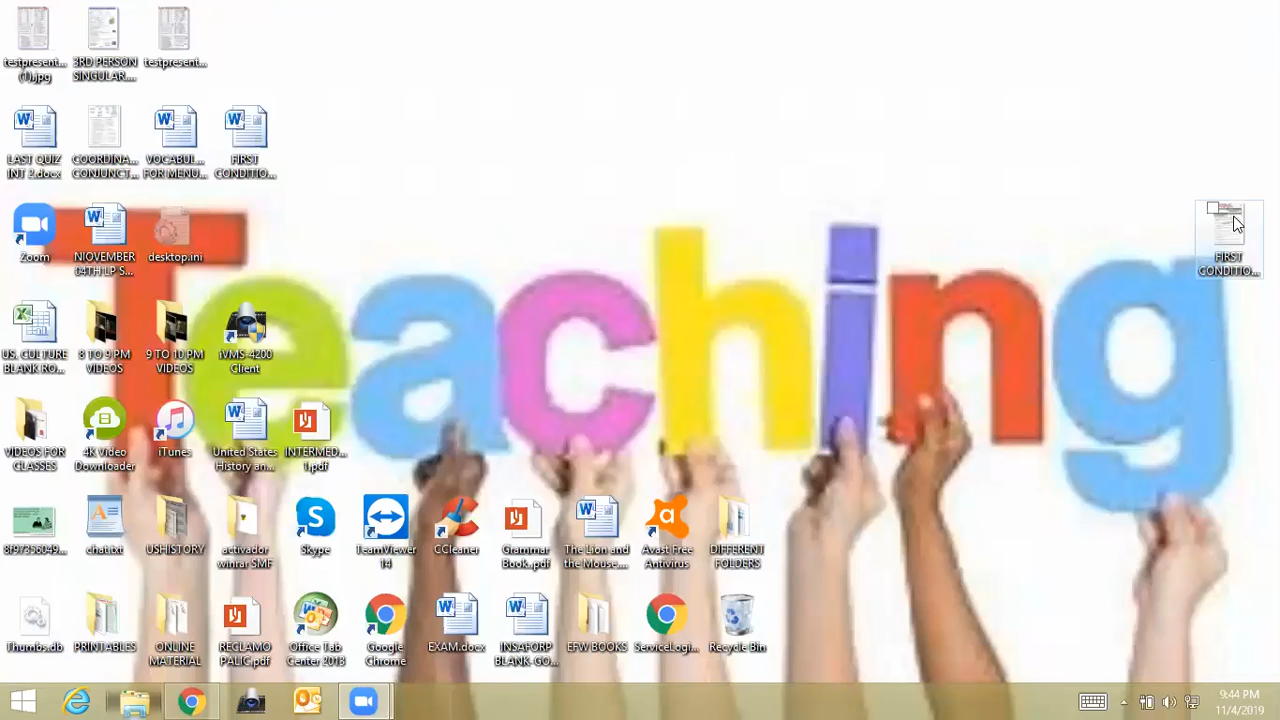 testpresent...
(1).jpg
3RD PERSON
SINGULAR....
testpresent...
LAST QUIZ
INT 2.docx
COORDINA...
CONJUNCT...
VOCABUL...
FOR MENU...
FIRST
CONDITIO...
Zoom
NIOVEMBER
04TH LP S...
desktop.ini
FIRST
CONDITIO...
Teaching
US, CULTURE
BLANK RO...
8 TO 9 PM
VIDEOS
9 TO 10 PM
VIDEOS
iVMS-4200
Client
VIDEOS FOR
CLASSES
4K Video
Downloader
iTunes
United States
History an...
INTERMED...
1.pdf
8f97356049...
chat.txt
USHISTORY
activador
winrar SMF
Skype
TeamViewer
14
CCleaner
Grammar
Book..pdf
The Lion and
the Mouse....
Avast Free
Antivirus
DIFFERENT
FOLDERS
Thumbs.db
PRINTABLES
ONLINE
MATERIAL
RECLAMO
PALIC.pdf
Office Tab
Center 2013
Google
Chrome
EXAM.docx
INSAFORP
BLANK-GO...
EFW BOOKS
ServiceLogi...
Recycle Bin
9:44 PM
11/4/2019